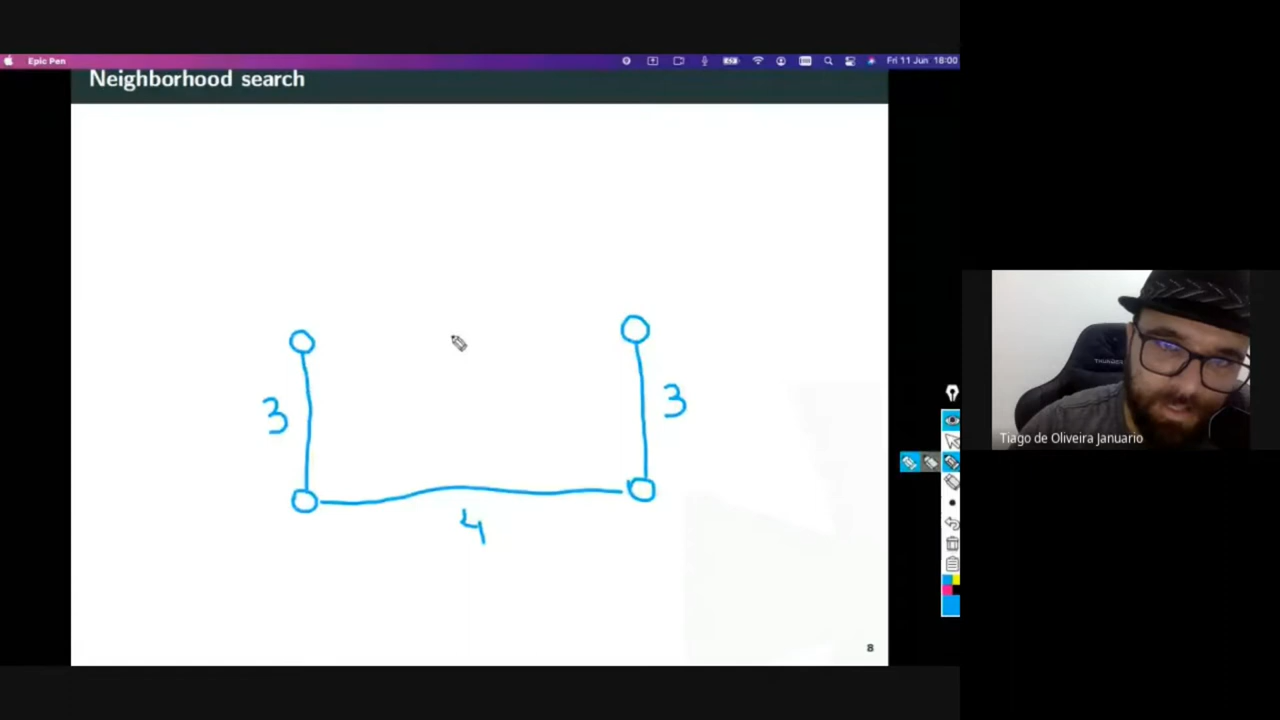 Epic Pen
Fri 11 Jun 18:00
Neighborhood search
3
3
4
8
Tiago de Oliveira Januario